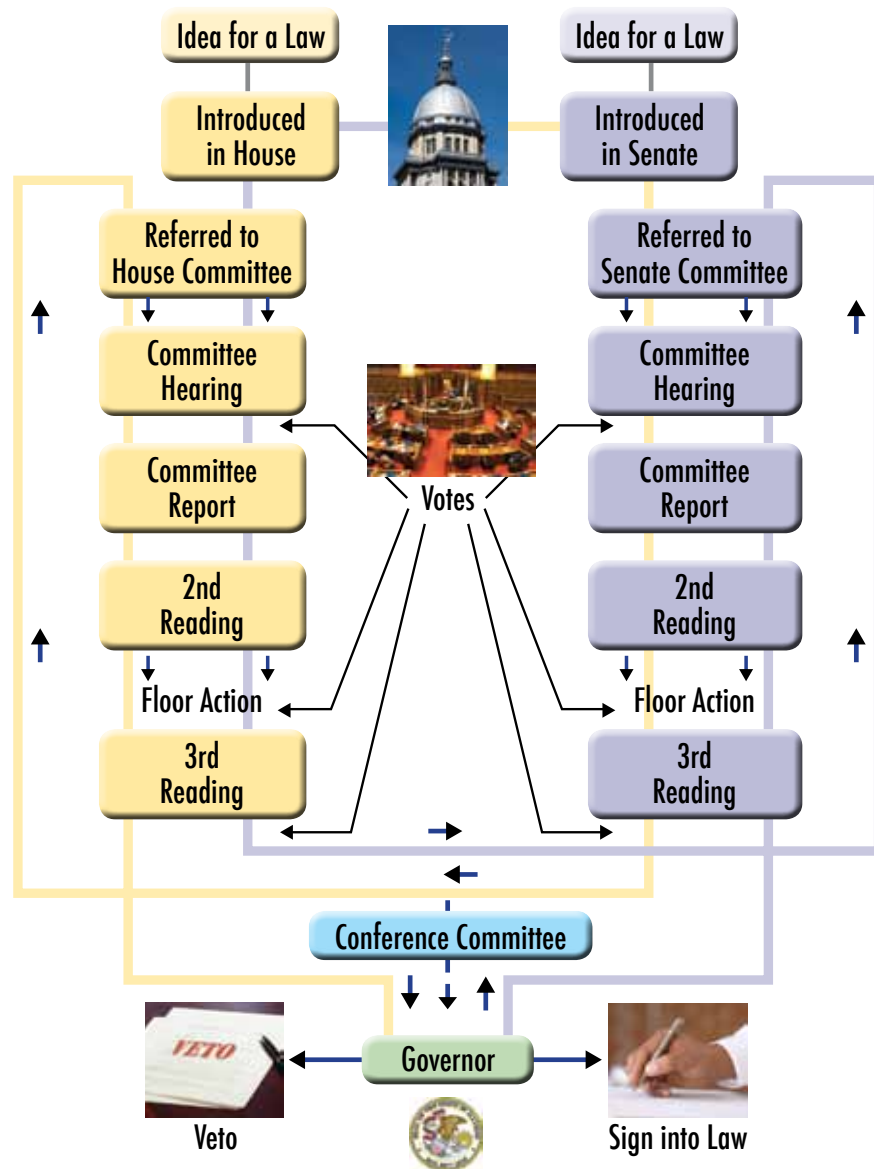 Idea for a Law
Idea for a Law
Introduced
in House
Introduced
in Senate
Referred to
House Committee
Referred to
Senate Committee
Committee
Hearing
Committee
Hearing
Committee
Report
Votes
Committee
Report
2nd
Reading
2nd
Reading
Floor Action
Floor Action
3rd
Reading
3rd
Reading
Conference Committee
VETO
Governor
Veto
Sign into Law